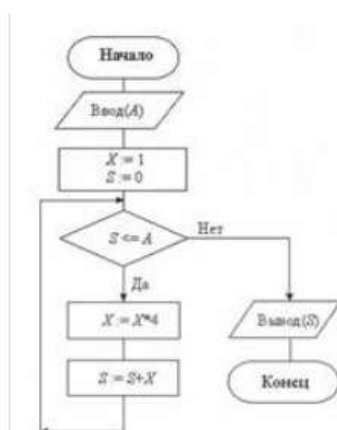 Начало
Ввод(A)
X := 1
S := 0
S <= A
Нет
Да
X := X*4
Вывод(S)
S := S+X
Конец